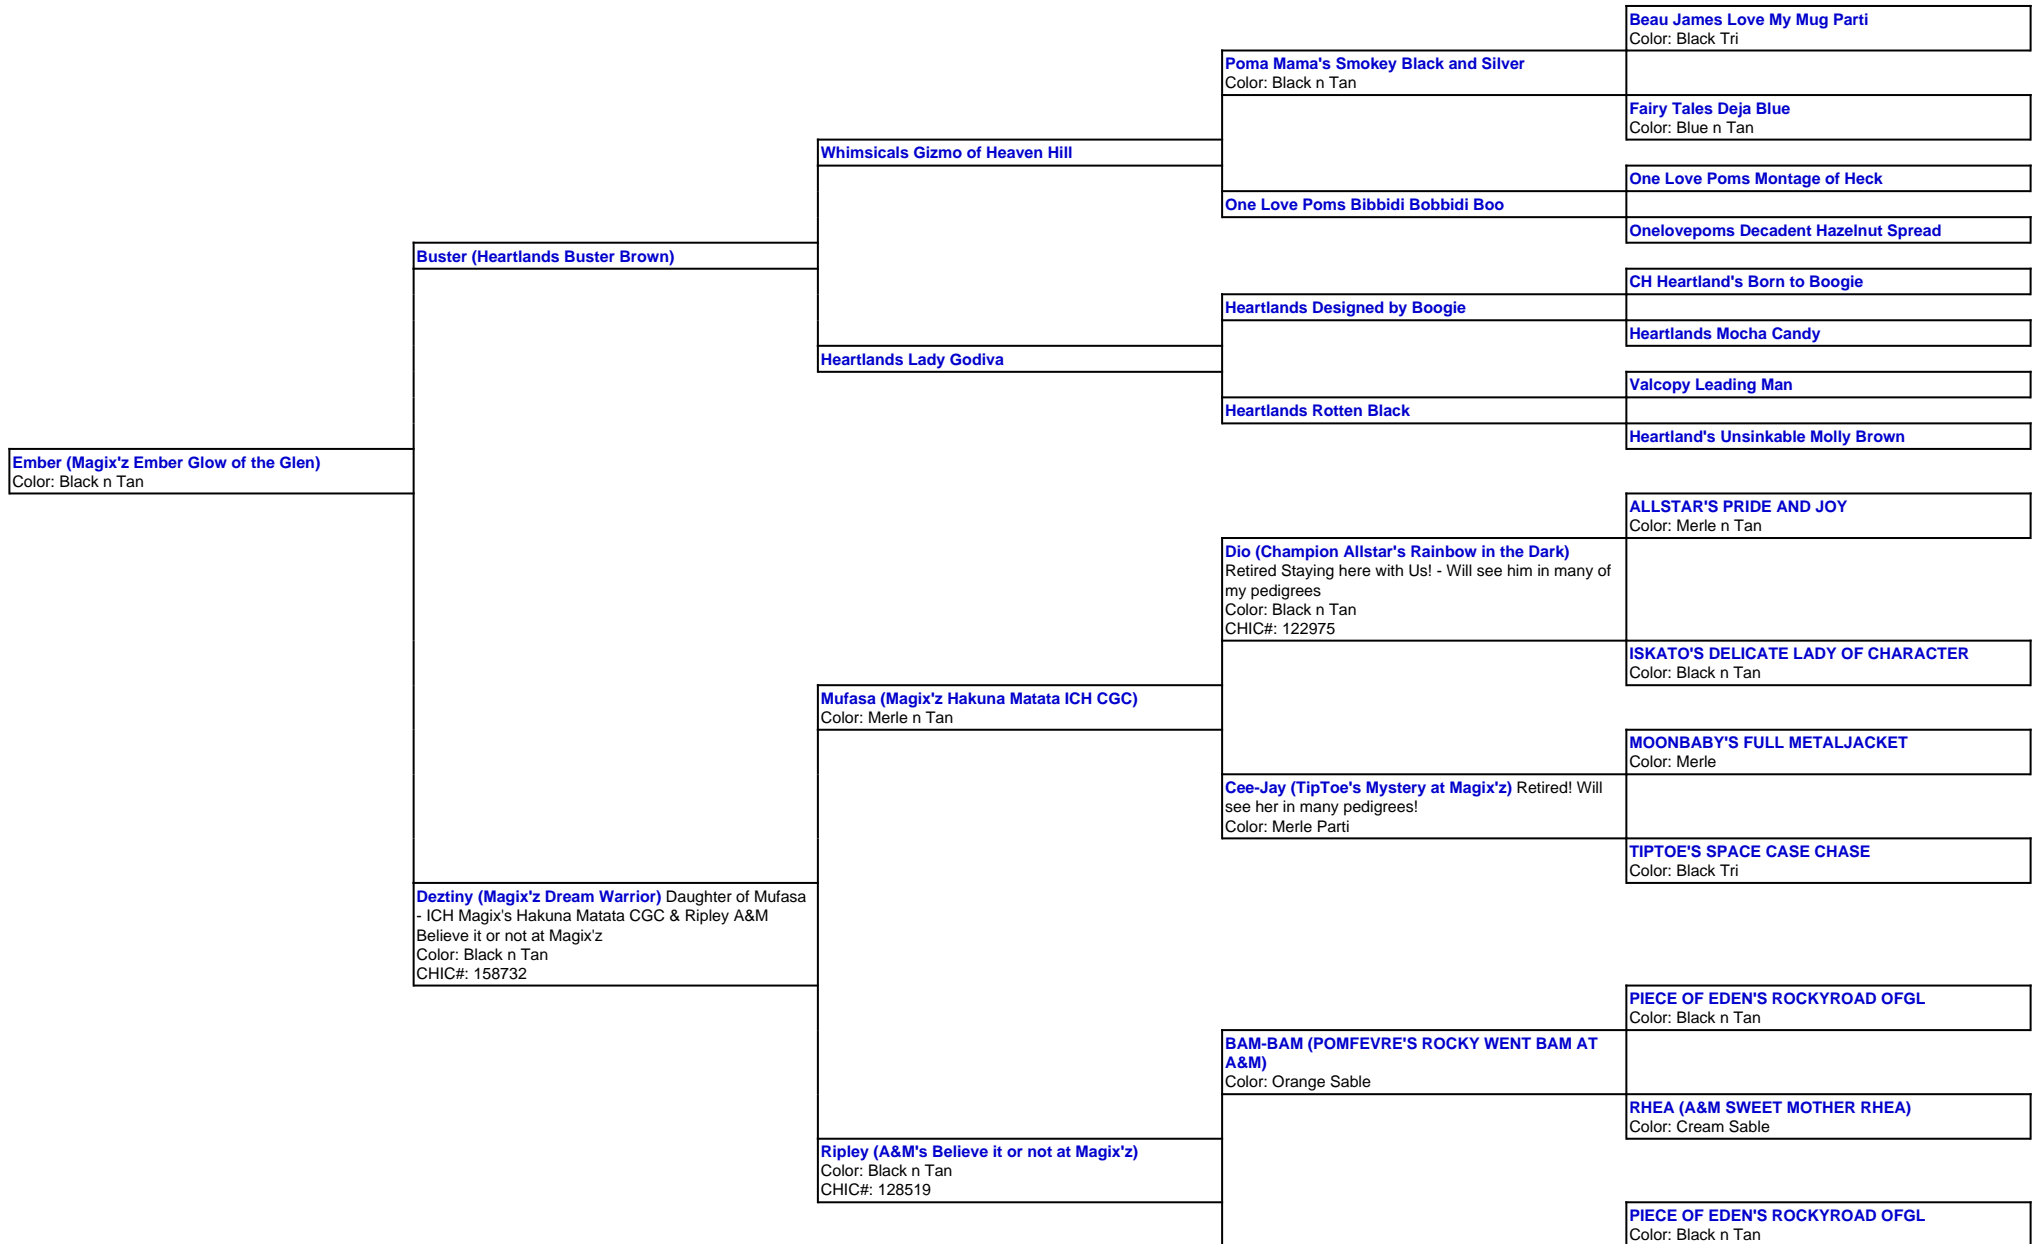 Beau James Love My Mug Parti
Color: Black Tri
Poma Mama's Smokey Black and Silver
Color: Black n Tan
Fairy Tales Deja Blue
Color: Blue n Tan
Whimsicals Gizmo of Heaven Hill
One Love Poms Montage of Heck
One Love Poms Bibbidi Bobbidi Boo
Onelovepoms Decadent Hazelnut Spread
Buster (Heartlands Buster Brown)
CH Heartland's Born to Boogie
Heartlands Designed by Boogie
Heartlands Mocha Candy
Heartlands Lady Godiva
Valcopy Leading Man
Heartlands Rotten Black
Heartland's Unsinkable Molly Brown
Ember (Magix'z Ember Glow of the Glen)
Color: Black n Tan
ALLSTAR'S PRIDE AND JOY
Color: Merle n Tan
Dio (Champion Allstar's Rainbow in the Dark)
Retired Staying here with Us! - Will see him in many of
my pedigrees
Color: Black n Tan
CHIC#: 122975
ISKATO'S DELICATE LADY OF CHARACTER
Color: Black n Tan
Mufasa (Magix'z Hakuna Matata ICH CGC)
Color: Merle n Tan
MOONBABY'S FULL METALJACKET
Color: Merle
Cee-Jay (TipToe's Mystery at Magix'z) Retired! Will
see her in many pedigrees!
Color: Merle Parti
TIPTOE'S SPACE CASE CHASE
Color: Black Tri
Deztiny (Magix'z Dream Warrior) Daughter of Mufasa
- ICH Magix's Hakuna Matata CGC & Ripley A&M
Believe it or not at Magix'z
Color: Black n Tan
CHIC#: 158732
PIECE OF EDEN'S ROCKYROAD OFGL
Color: Black n Tan
BAM-BAM (POMFEVRE'S ROCKY WENT BAM AT
A&M)
Color: Orange Sable
RHEA (A&M SWEET MOTHER RHEA)
Color: Cream Sable
Ripley (A&M's Believe it or not at Magix'z)
Color: Black n Tan
CHIC#: 128519
PIECE OF EDEN'S ROCKYROAD OFGL
Color: Black n Tan